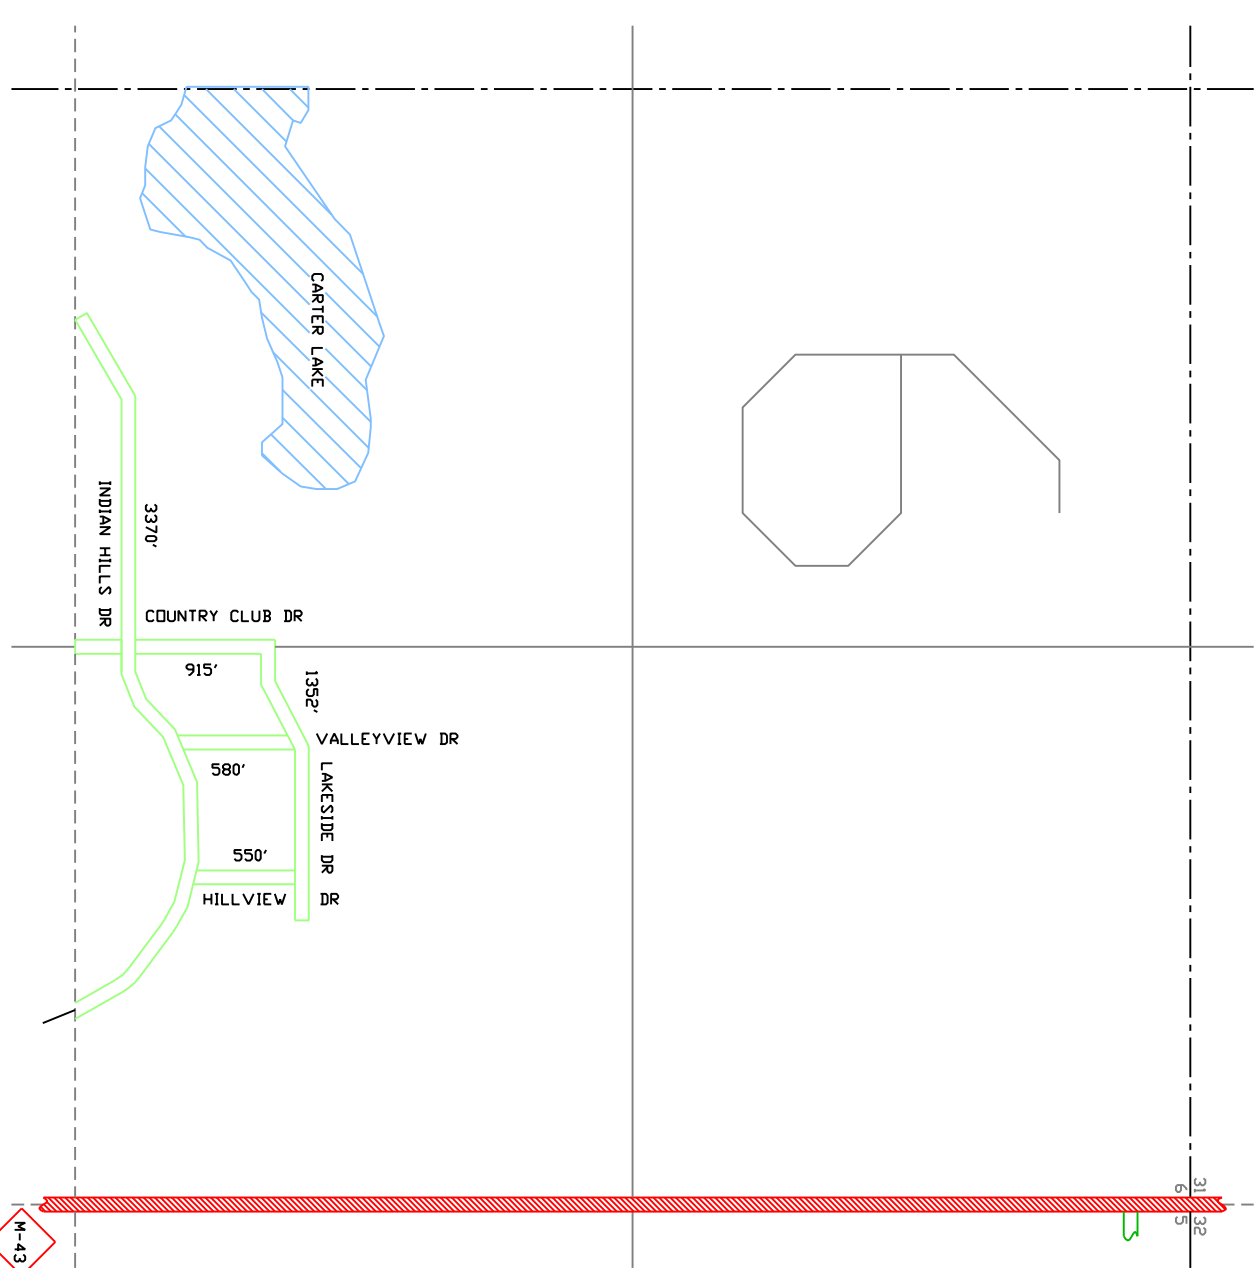 CARTER LAKE
INDIAN HILLS DR
3370'
COUNTRY CLUB DR
915'
1352'
VALLEYVIEW DR
580'
LAKESIDE DR
550'
HILLVIEW DR
31
6
5
32
M-43